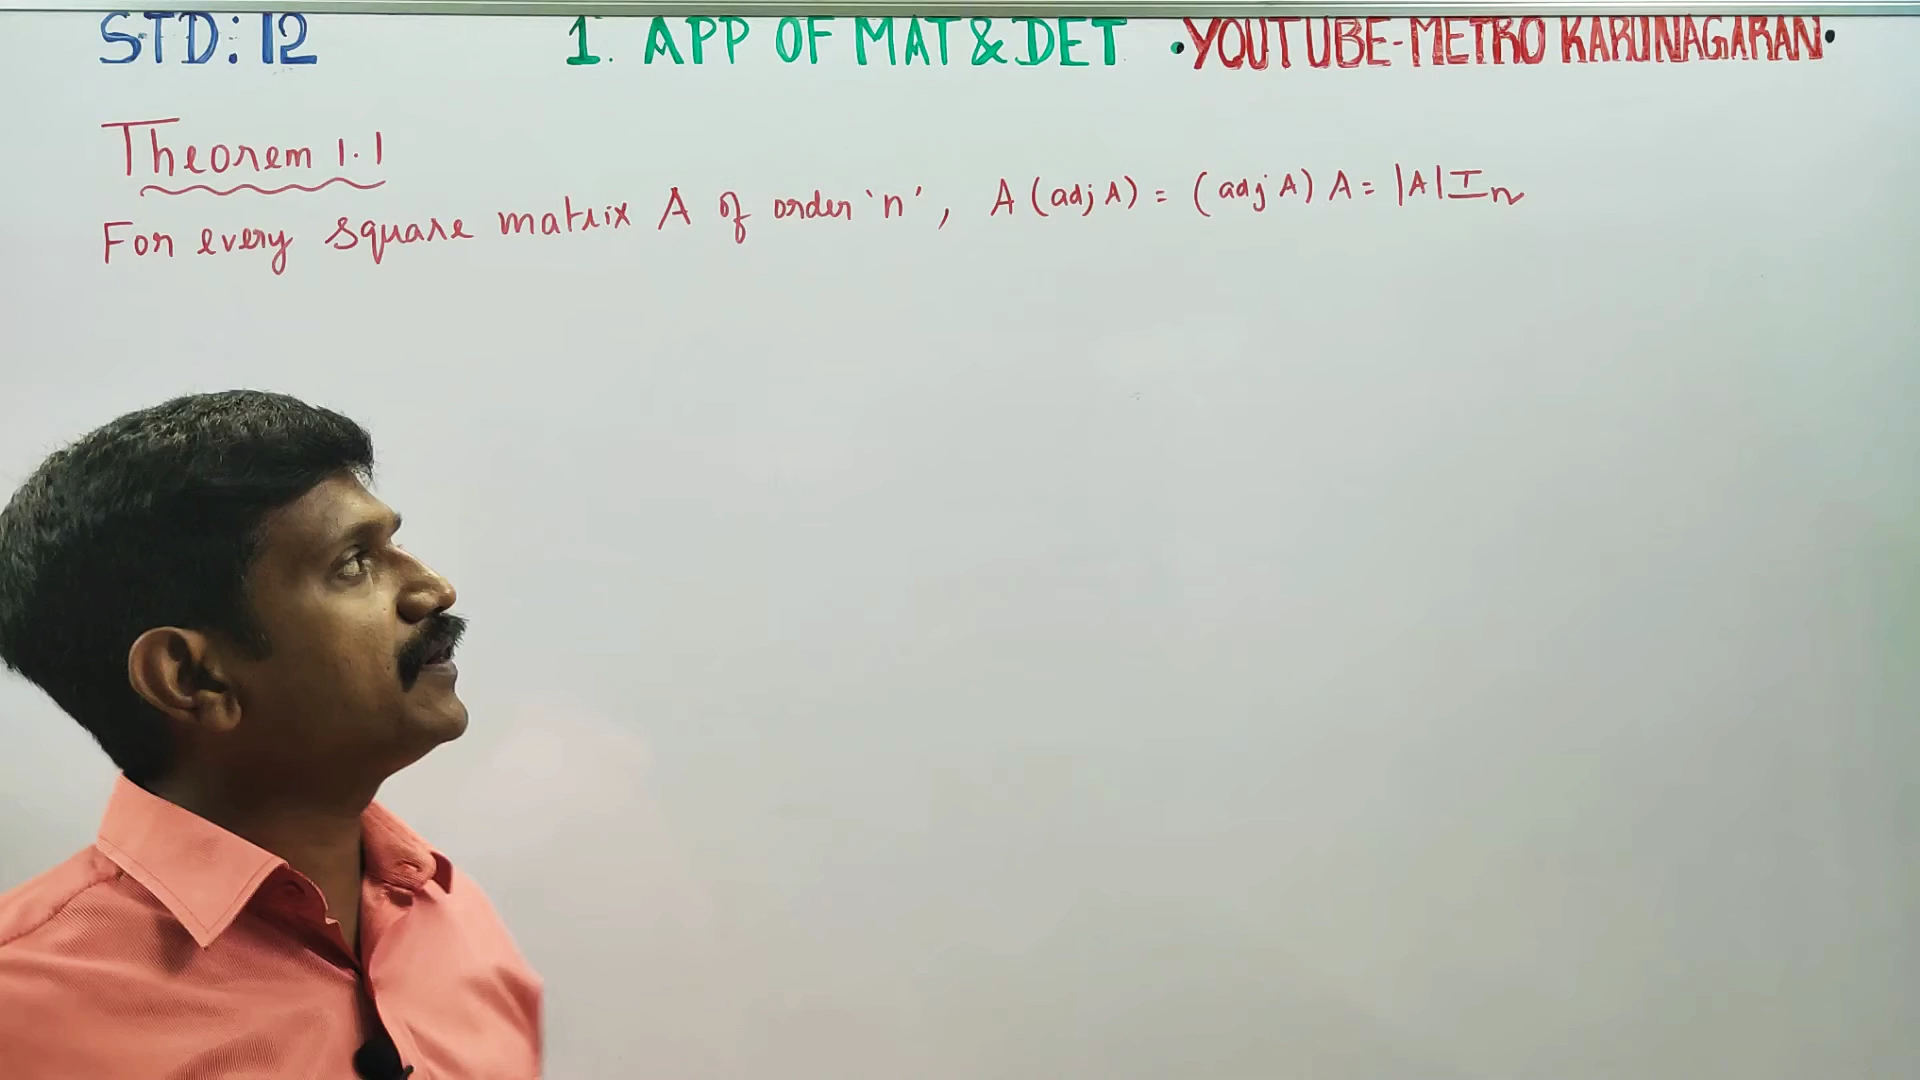 STD: 12 1. APP OF MAT & DET •YOUTUBE-METRO KARUNAGARAN•
Theorem 1.1
For every square matrix A of order 'n', A (adj A) = (adj A) A = |A| Iₙ